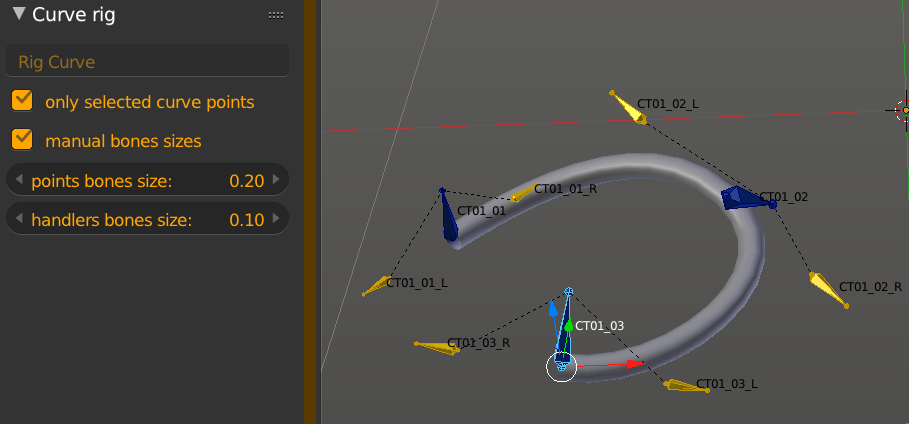 Curve rig
Rig Curve
only selected curve points
manual bones sizes
points bones size: 0.20
handlers bones size: 0.10
CT01_02_L
CT01_01_R
CT01_02
CT01_01
CT01_01_L
CT01_02_R
CT01_03
CT01_03_R
CT01_03_L